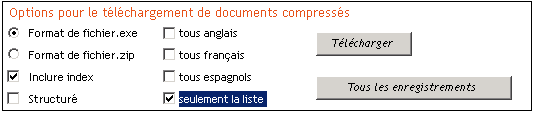 Options pour le téléchargement de documents compressés
Format de fichier.exe
tous anglais
Télécharger
Format de fichier.zip
tous français
Inclure index
tous espagnols
Tous les enregistrements
Structuré
seulement la liste